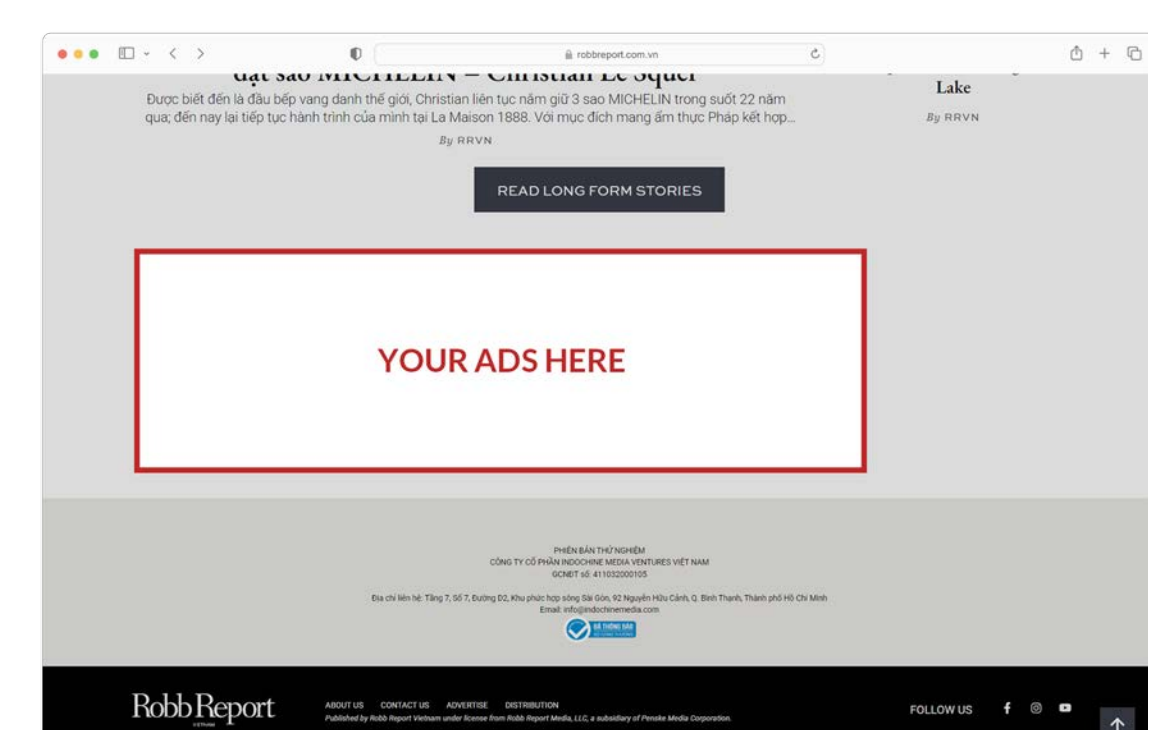 robbreport.com.vn
đạt sao MICHELIN – Christian Le Squer
Được biết đến là đầu bếp vang danh thế giới, Christian liên tục nắm giữ 3 sao MICHELIN trong suốt 22 năm
qua; đến nay lại tiếp tục hành trình của mình tại La Maison 1888. Với mục đích mang ẩm thực Pháp kết hợp...
By RRVN
Lake
By RRVN
READ LONG FORM STORIES
YOUR ADS HERE
PHIÊN BẢN THỬ NGHIỆM
CÔNG TY CỔ PHẦN INDOCHINE MEDIA VENTURES VIỆT NAM
GCNĐT số: 411032000105
Địa chỉ liên hệ: Tầng 7, Số 7, Đường D2, Khu phức hợp sông Sài Gòn, 92 Nguyễn Hữu Cảnh, Q. Bình Thạnh, Thành phố Hồ Chí Minh
Email: info@indochinemedia.com
ĐÃ THÔNG BÁO
Robb Report
VIETNAM
ABOUT US CONTACT US ADVERTISE DISTRIBUTION
Published by Robb Report Vietnam under license from Robb Report Media, LLC, a subsidiary of Penske Media Corporation.
FOLLOW US